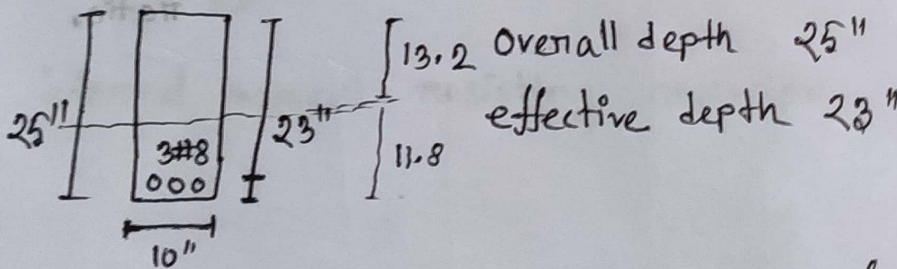 13.2 Overall depth 25"
25" 23" effective depth 23"
3#8 11.8
10"